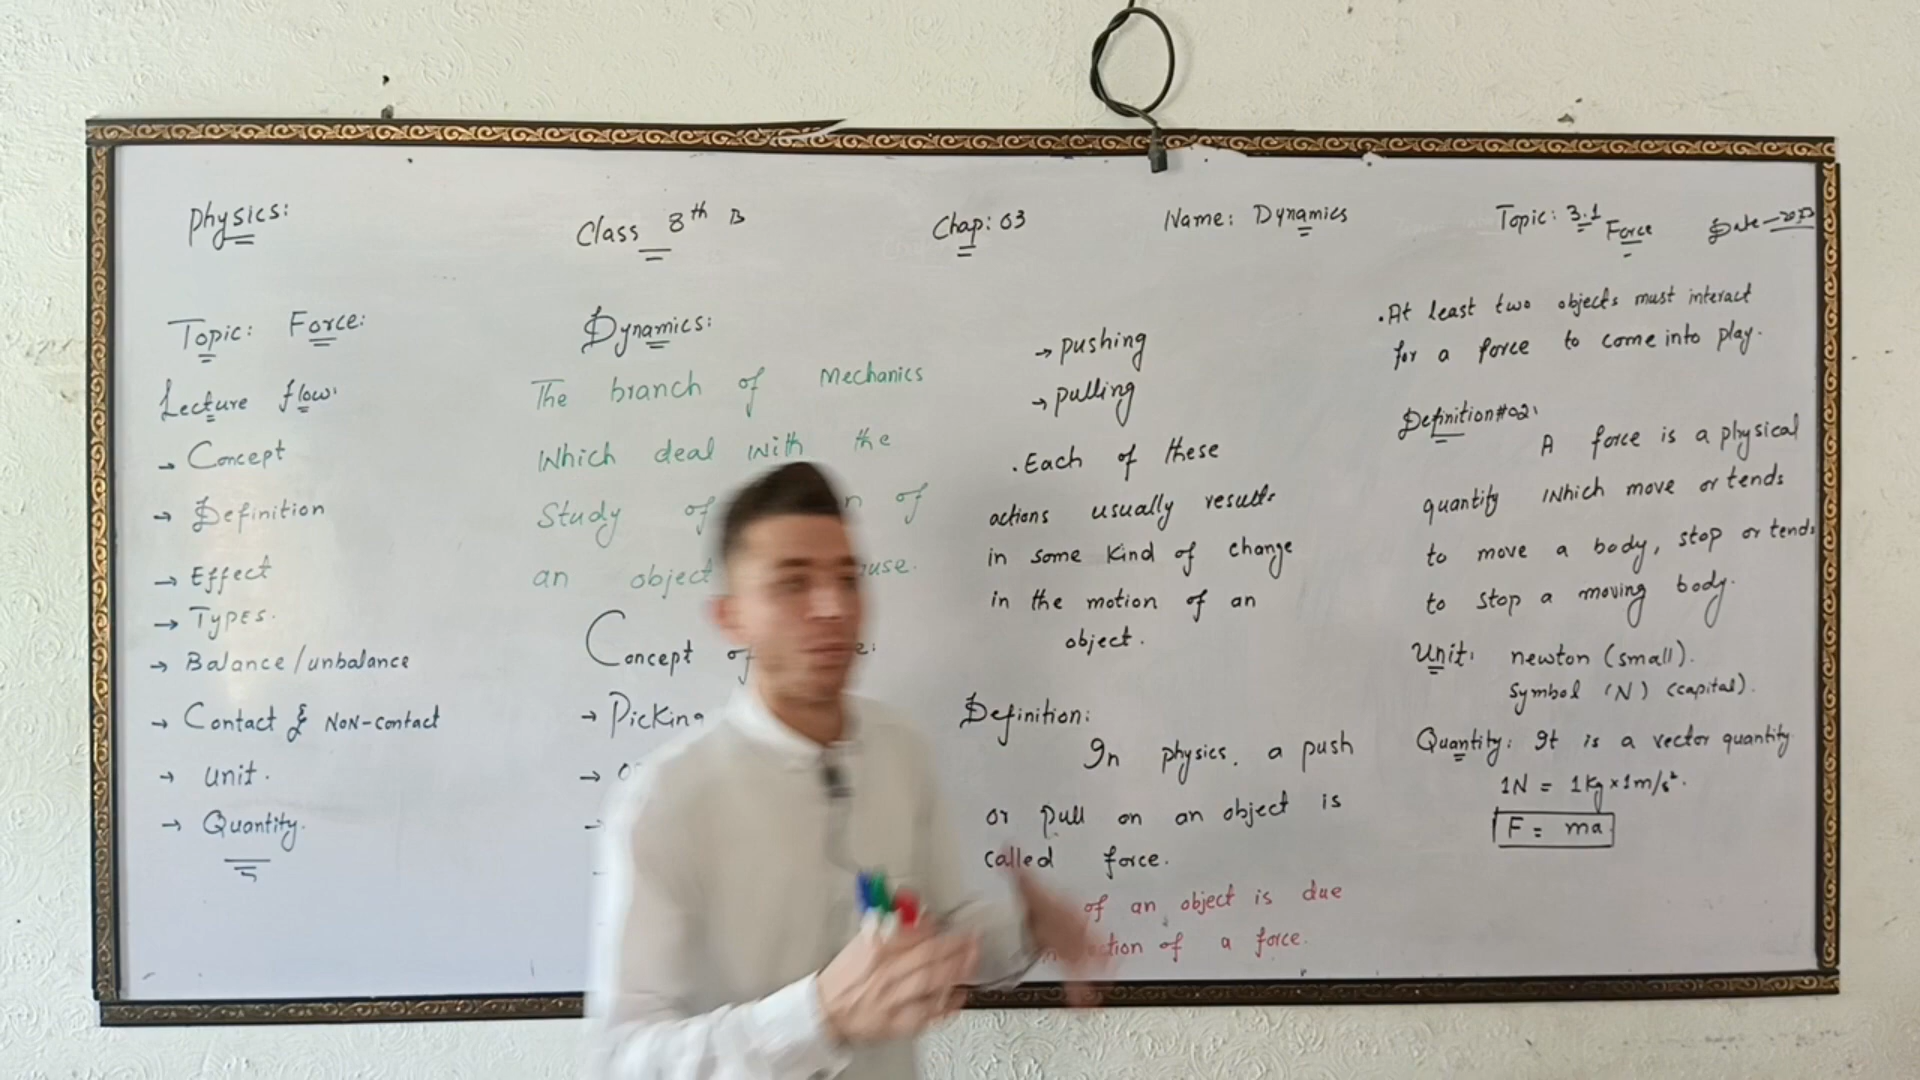 Physics:
Class 8th B
Chap: 03
Name: Dynamics
Topic: 3.1 Force
Date
Topic: Force:
Lecture flow:
→ Concept
→ Definition
→ Effect
→ Types.
→ Balance/unbalance
→ Contact & Non-contact
→ unit.
→ Quantity.
Dynamics:
The branch of Mechanics
Which deal with the
Study of n of
an object use.
Concept of e:
→ Picking
→
→ pushing
→ pulling
. Each of these
actions usually results
in some kind of change
in the motion of an
object.
Definition:
In physics, a push
or pull on an object is
called force.
of an object is due
ction of a force.
. At least two objects must interact
for a force to come into play.
Definition#02:
A force is a physical
quantity which move or tends
to move a body, stop or tends
to stop a moving body.
Unit: newton (small).
Symbol (N) (capital).
Quantity: It is a vector quantity
1N = 1kg×1m/s².
F = ma